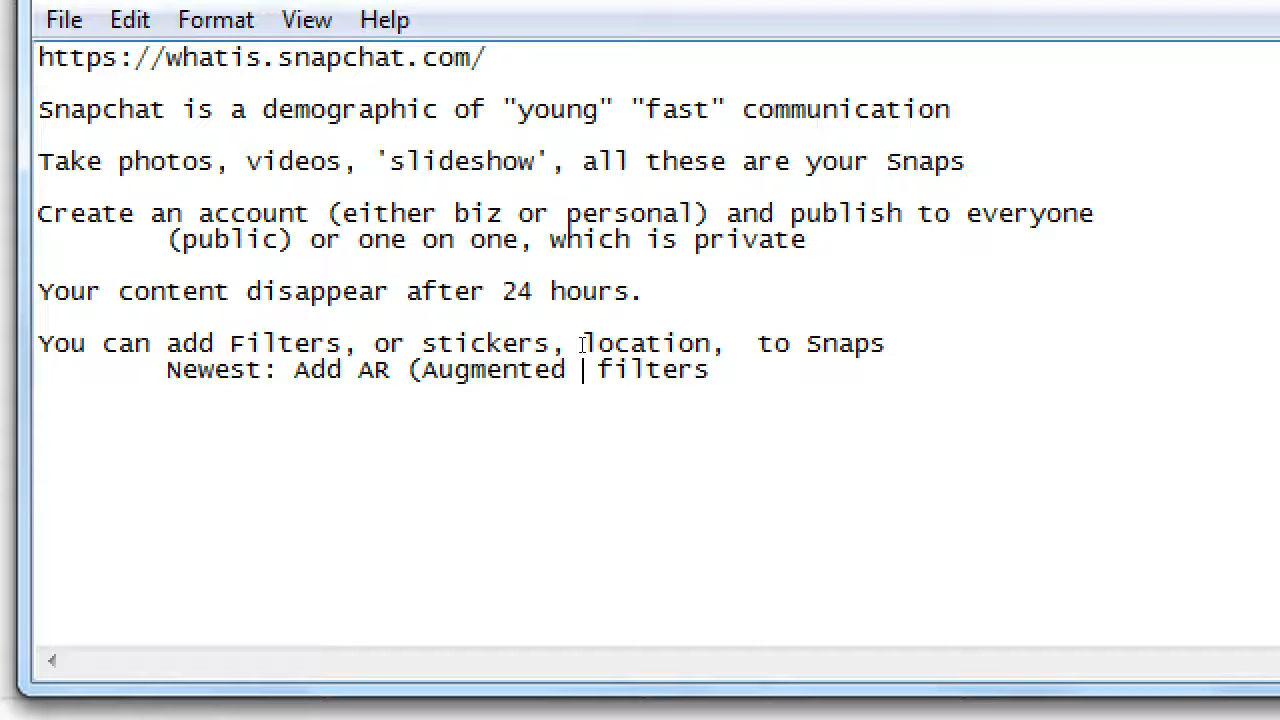 File Edit Format View Help
https://whatis.snapchat.com/
Snapchat is a demographic of "young" "fast" communication
Take photos, videos, 'slideshow', all these are your Snaps
Create an account (either biz or personal) and publish to everyone
(public) or one on one, which is private
Your content disappear after 24 hours.
You can add Filters, or stickers, location,  to Snaps
Newest: Add AR (Augmented  filters